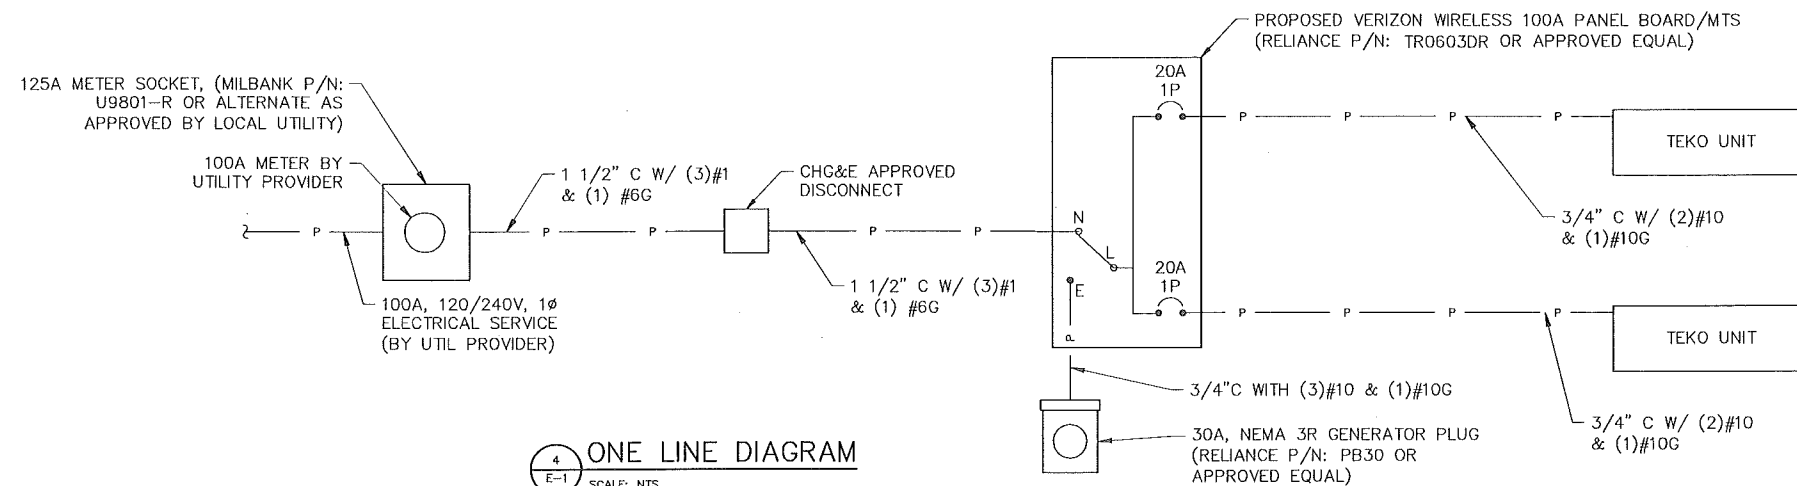 PROPOSED VERIZON WIRELESS 100A PANEL BOARD/MTS
(RELIANCE P/N: TR0603DR OR APPROVED EQUAL)
125A METER SOCKET, (MILBANK P/N:
U9801-R OR ALTERNATE AS
APPROVED BY LOCAL UTILITY)
100A METER BY
UTILITY PROVIDER
1 1/2" C W/ (3)#1
& (1) #6G
CHG&E APPROVED
DISCONNECT
20A
1P
P P P P
TEKO UNIT
3/4" C W/ (2)#10
& (1)#10G
P P P P P
N
L
E
P
100A, 120/240V, 1ø
ELECTRICAL SERVICE
(BY UTIL PROVIDER)
1 1/2" C W/ (3)#1
& (1) #6G
20A
1P
P P P P
TEKO UNIT
3/4"C WITH (3)#10 & (1)#10G
3/4" C W/ (2)#10
& (1)#10G
30A, NEMA 3R GENERATOR PLUG
(RELIANCE P/N: PB30 OR
APPROVED EQUAL)
4
E-1
ONE LINE DIAGRAM
SCALE: NTS